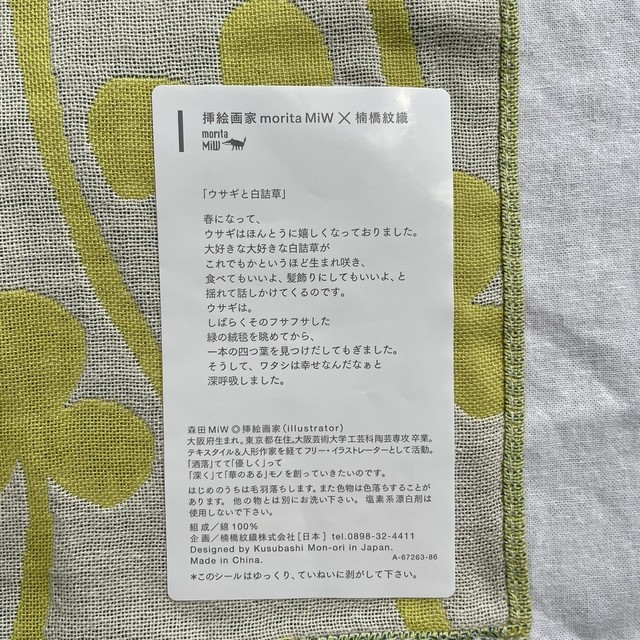 挿絵画家 morita MiW × 楠橋紋織
morita
MiW
「ウサギと白詰草」
春になって、
ウサギはほんとうに嬉しくなっておりました。
大好きな大好きな白詰草が
これでもかというほど生まれ咲き、
食べてもいいよ、髪飾りにしてもいいよ、と
揺れて話しかけてくるのです。
ウサギは。
しばらくそのフサフサした
緑の絨毯を眺めてから、
一本の四つ葉を見つけだしてもぎました。
そうして、ワタシは幸せなんだなぁと
深呼吸しました。
森田 MiW ◎挿絵画家(illustrator)
大阪府生まれ。東京都在住。大阪芸術大学工芸科陶芸専攻 卒業。
テキスタイル&人形作家を経てフリー・イラストレーターとして活動。
「洒落」てて「優しく」って
「深く」て「華のある」モノを創っていきたいのです。
はじめのうちは毛羽落ちします。また色物は色落ちすることが
あります。 他の物とは別にお洗い下さい。 塩素系漂白剤は
使用しないで下さい。
組 成／綿 100%
企 画／楠橋紋織株式会社[日本] tel.0898-32-4411
Designed by Kusubashi Mon-ori in Japan.
Made in China. A-67263-86
＊このシールはゆっくり、ていねいに剥がして下さい。